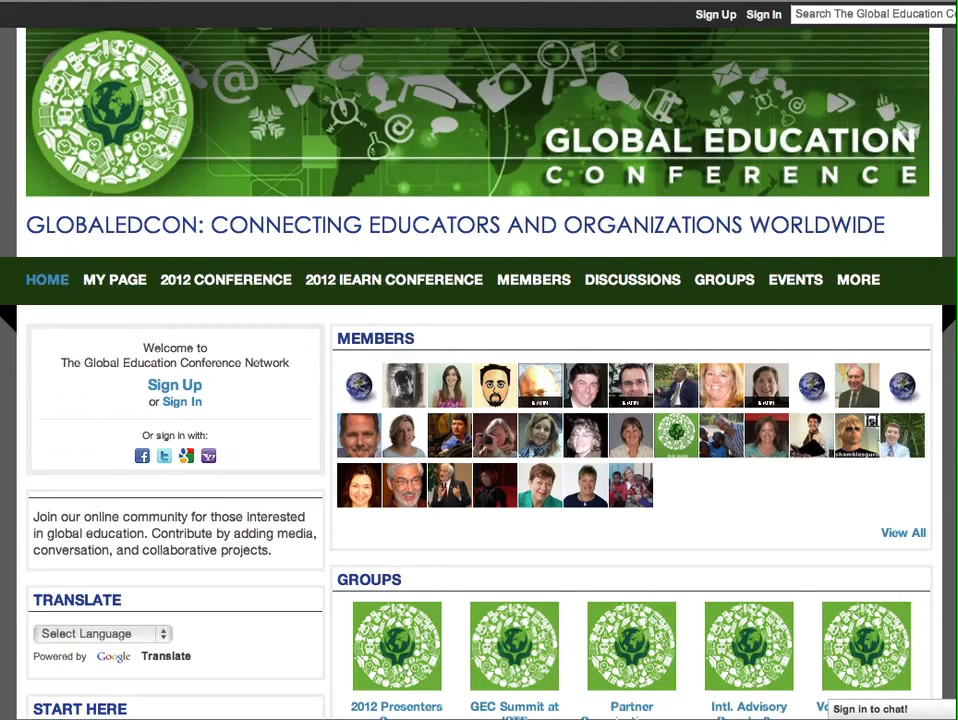 Sign Up Sign In Search The Global Education
GLOBAL EDUCATION
CONFERENCE
GLOBALEDCON: CONNECTING EDUCATORS AND ORGANIZATIONS WORLDWIDE
HOME MY PAGE 2012 CONFERENCE 2012 IEARN CONFERENCE MEMBERS DISCUSSIONS GROUPS EVENTS MORE
Welcome to
The Global Education Conference Network
Sign Up
or Sign In
Or sign in with:
Join our online community for those interested
in global education. Contribute by adding media,
conversation, and collaborative projects.
TRANSLATE
Select Language
Powered by Google Translate
START HERE
MEMBERS
View All
GROUPS
2012 Presenters
GEC Summit at
Partner
Intl. Advisory
Sign in to chat!